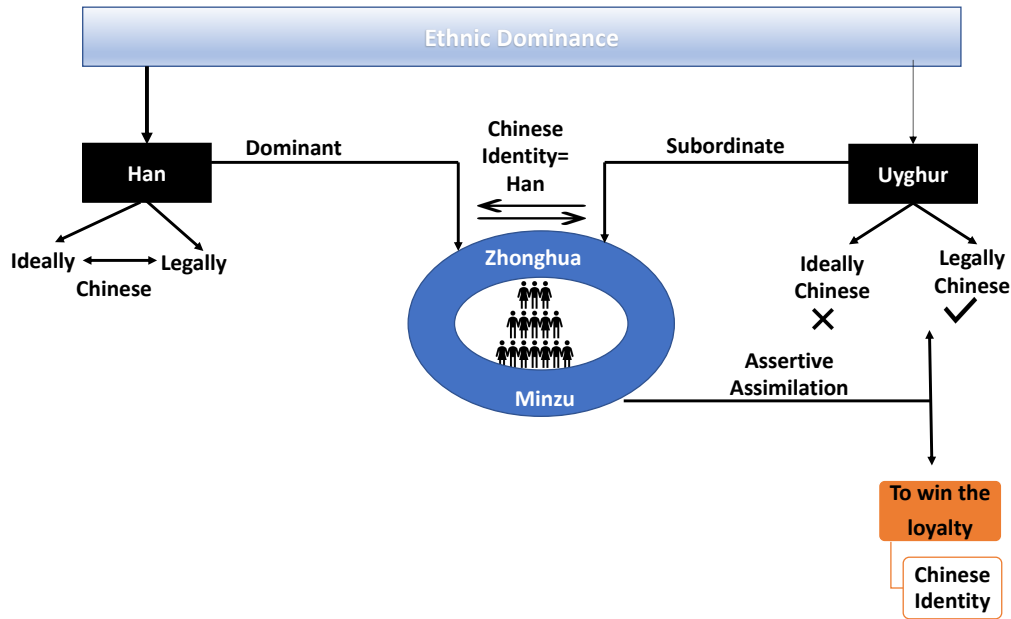 Ethnic Dominance
Han
Dominant
Chinese
Identity=
Han
Subordinate
Uyghur
Ideally
Legally
Chinese
Zhonghua
Minzu
Ideally
Chinese
Legally
Chinese
Assertive
Assimilation
To win the
loyalty
Chinese
Identity